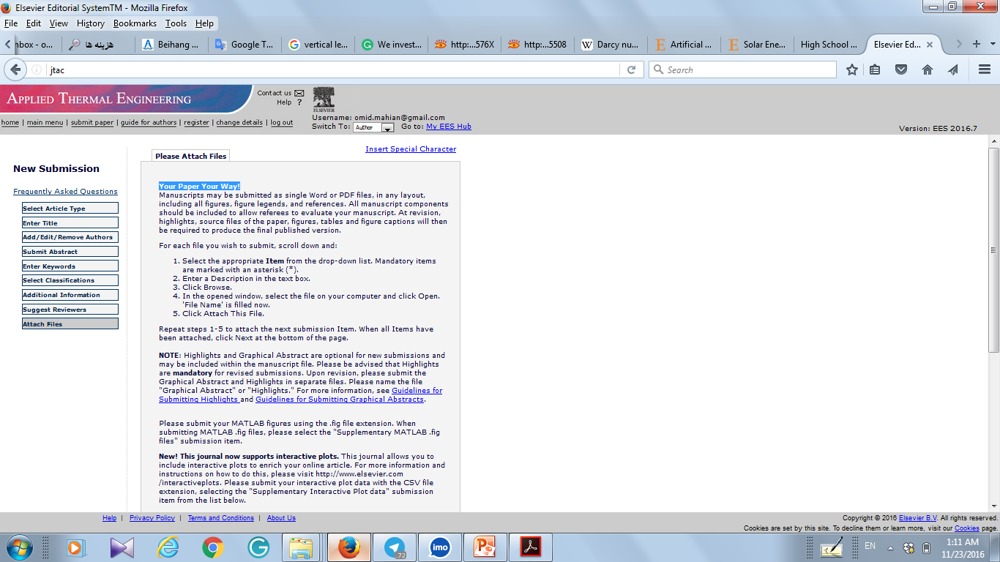 Elsevier Editorial SystemTM - Mozilla Firefox
File Edit View History Bookmarks Tools Help
nbox - o...
هزینه ها
Beihang ...
Google T...
vertical le...
We invest...
http:...576X
http:...5508
Darcy nu...
Artificial ...
Solar Ene...
High School ...
Elsevier Ed...
jtac
Search
APPLIED THERMAL ENGINEERING
Contact us
Help ?
ELSEVIER
Username: omid.mahian@gmail.com
Switch To: Author Go to: My EES Hub
home | main menu | submit paper | guide for authors | register | change details | log out
Version: EES 2016.7
New Submission
Frequently Asked Questions
Select Article Type
Enter Title
Add/Edit/Remove Authors
Submit Abstract
Enter Keywords
Select Classifications
Additional Information
Suggest Reviewers
Attach Files
Insert Special Character
Please Attach Files
Your Paper Your Way!
Manuscripts may be submitted as single Word or PDF files, in any layout,
including all figures, figure legends, and references. All manuscript components
should be included to allow referees to evaluate your manuscript. At revision,
highlights, source files of the paper, figures, tables and figure captions will then
be required to produce the final published version.
For each file you wish to submit, scroll down and:
1. Select the appropriate Item from the drop-down list. Mandatory items
are marked with an asterisk (*).
2. Enter a Description in the text box.
3. Click Browse.
4. In the opened window, select the file on your computer and click Open.
'File Name' is filled now.
5. Click Attach This File.
Repeat steps 1-5 to attach the next submission Item. When all Items have
been attached, click Next at the bottom of the page.
NOTE: Highlights and Graphical Abstract are optional for new submissions and
may be included within the manuscript file. Please be advised that Highlights
are mandatory for revised submissions. Upon revision, please submit the
Graphical Abstract and Highlights in separate files. Please name the file
"Graphical Abstract" or "Highlights." For more information, see Guidelines for
Submitting Highlights and Guidelines for Submitting Graphical Abstracts.
Please submit your MATLAB figures using the .fig file extension. When
submitting MATLAB .fig files, please select the "Supplementary MATLAB .fig
files" submission item.
New! This journal now supports interactive plots. This journal allows you to
include interactive plots to enrich your online article. For more information and
instructions on how to do this, please visit http://www.elsevier.com
/interactiveplots. Please submit your interactive plot data with the CSV file
extension, selecting the "Supplementary Interactive Plot data" submission
item from the list below.
Help | Privacy Policy | Terms and Conditions | About Us
Copyright © 2016 Elsevier B.V. All rights reserved.
Cookies are set by this site. To decline them or learn more, visit our Cookies page.
72
imo
EN
1:11 AM
11/23/2016